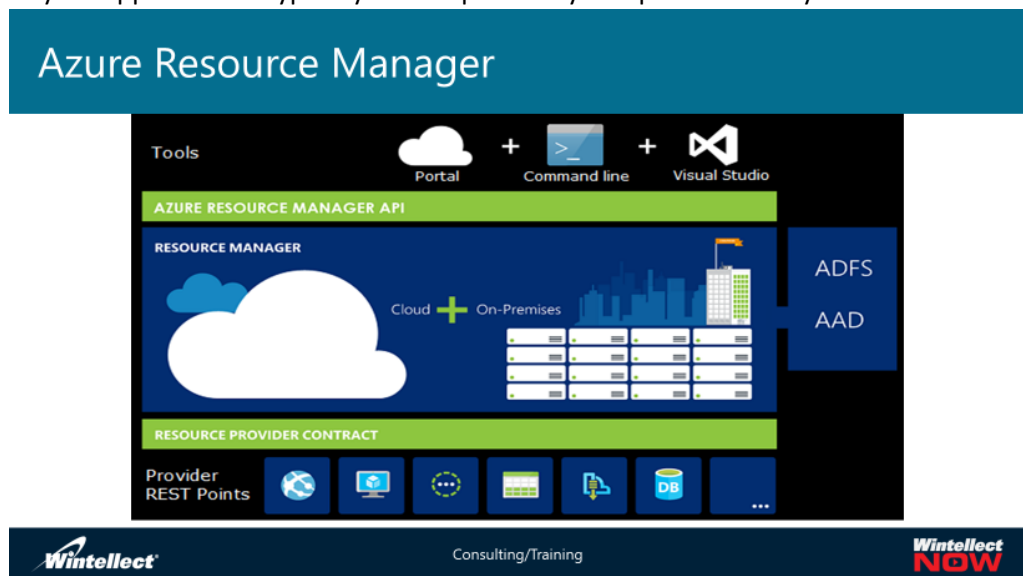 Azure Resource Manager
Tools
+ >_ +
Portal Command line Visual Studio
AZURE RESOURCE MANAGER API
RESOURCE MANAGER
Cloud + On-Premises
ADFS
AAD
RESOURCE PROVIDER CONTRACT
Provider
REST Points
DB
...
Wintellect
Consulting/Training
Wintellect
NOW